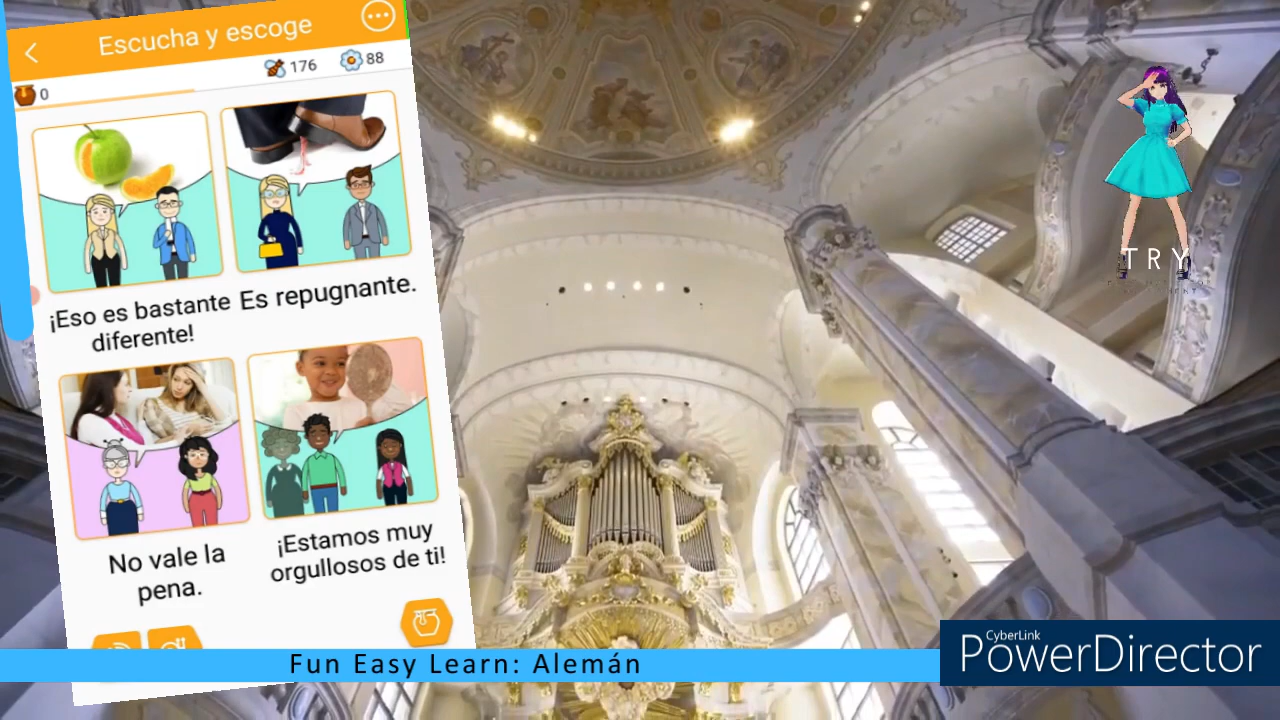 Escucha y escoge
0
176
88
¡Eso es bastante
diferente!
Es repugnante.
No vale la
pena.
¡Estamos muy
orgullosos de ti!
TRY
Fun Easy Learn: Alemán
CyberLink
PowerDirector